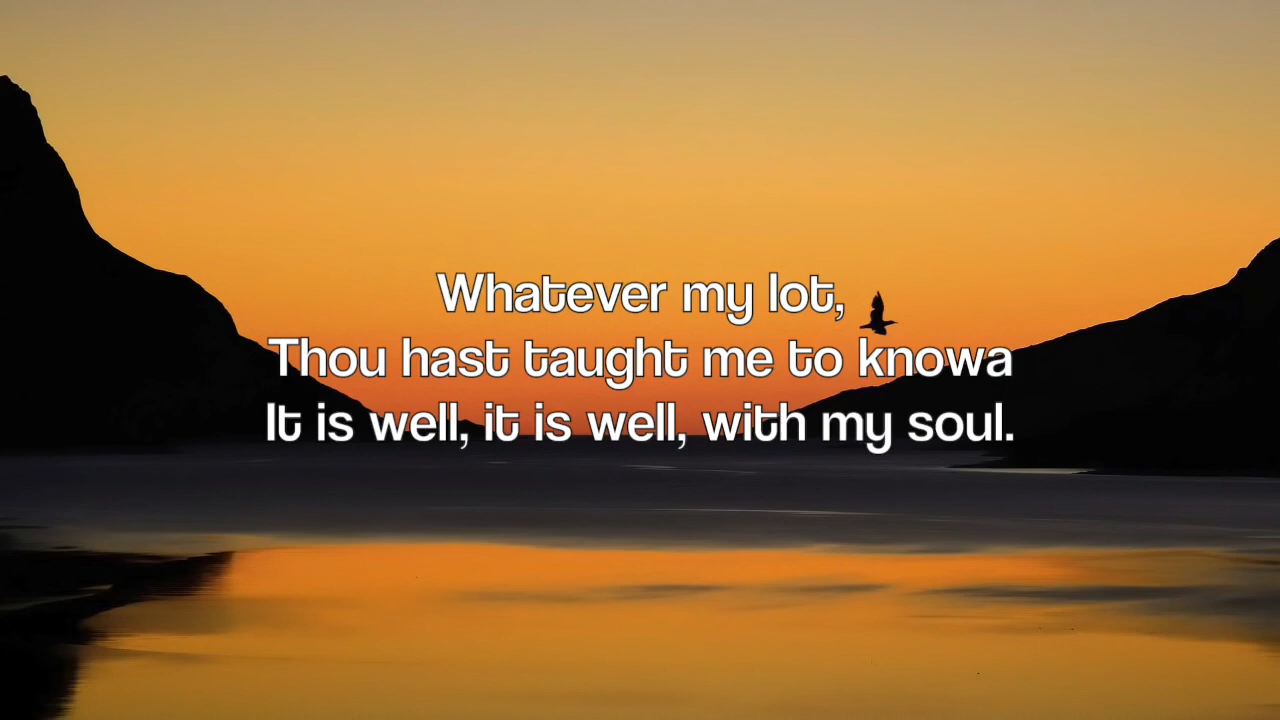 Whatever my lot,
Thou hast taught me to knowa
It is well, it is well, with my soul.